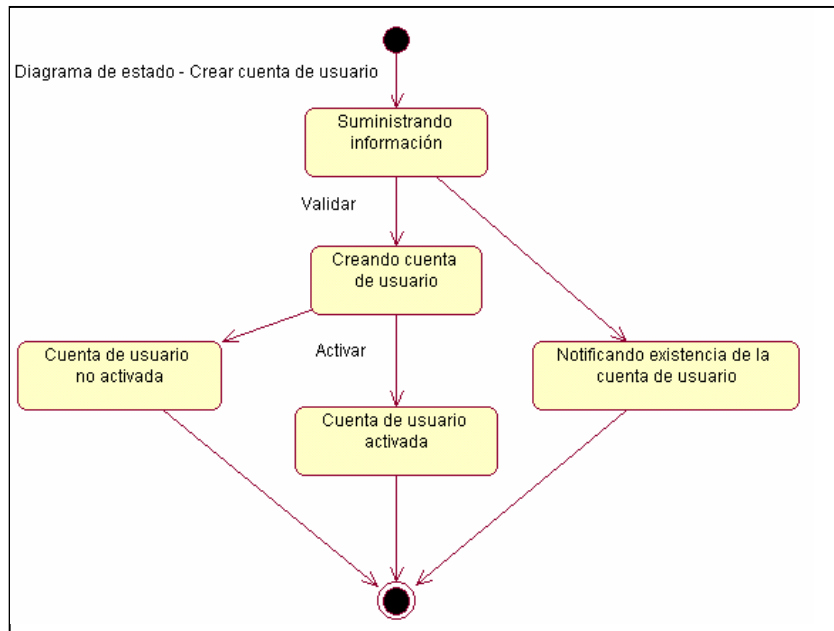 Diagrama de estado - Crear cuenta de usuario
Suministrando
información
Validar
Creando cuenta
de usuario
Cuenta de usuario
no activada
Activar
Notificando existencia de la
cuenta de usuario
Cuenta de usuario
activada